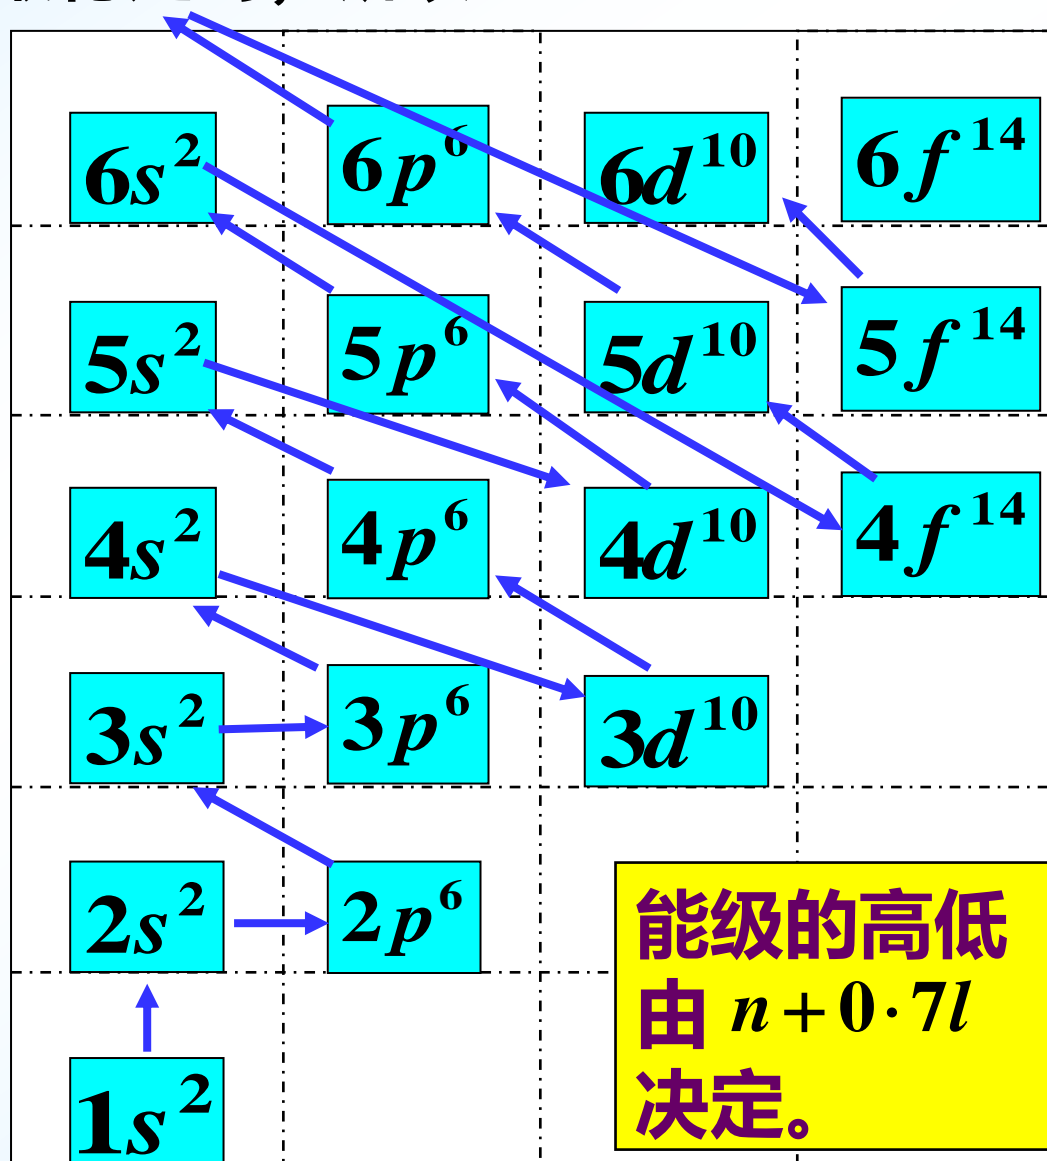 6s² 6p⁶ 6d¹⁰ 6f¹⁴
5s² 5p⁶ 5d¹⁰ 5f¹⁴
4s² 4p⁶ 4d¹⁰ 4f¹⁴
3s² 3p⁶ 3d¹⁰
2s² 2p⁶
能级的高低
由 n+0·7l
决定。
1s²